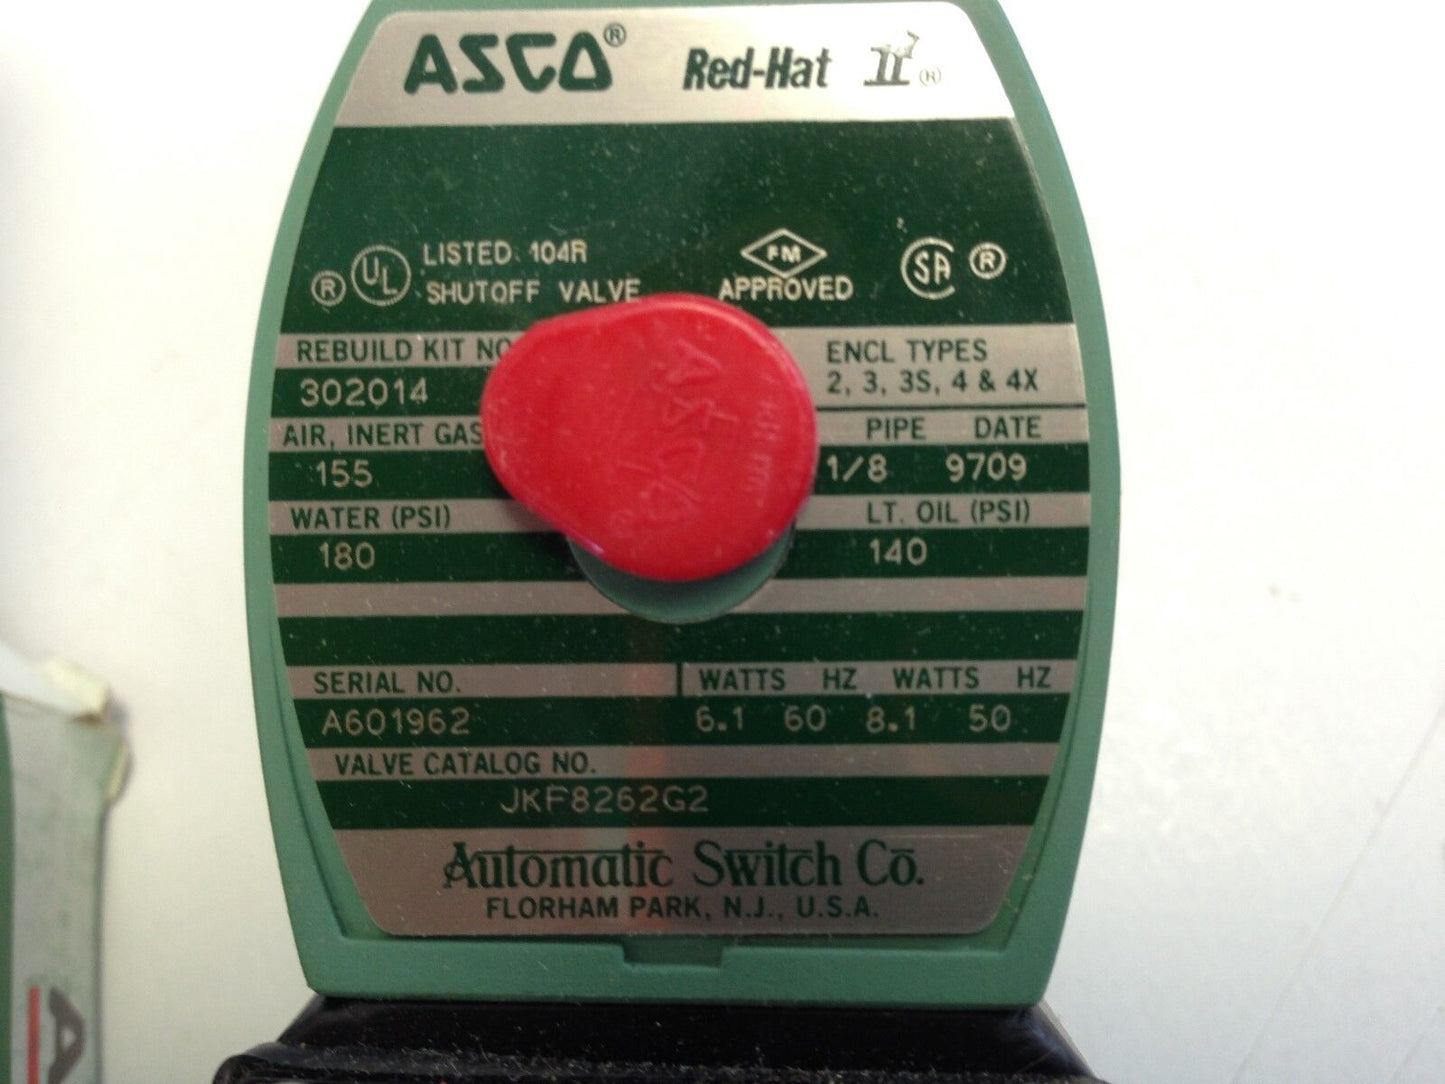 ASCO® Red-Hat II®
LISTED 104R
® UL SHUTOFF VALVE
FM APPROVED
SA ®
REBUILD KIT NO
302014
ENCL TYPES
2, 3, 3S, 4 & 4X
AIR, INERT GAS
155
PIPE DATE
1/8 9709
WATER (PSI)
180
LT. OIL (PSI)
140
ASCO
SERIAL NO. WATTS HZ WATTS HZ
A601962 6.1 60 8.1 50
VALVE CATALOG NO.
JKF8262G2
Automatic Switch Co.
FLORHAM PARK, N.J., U.S.A.
A